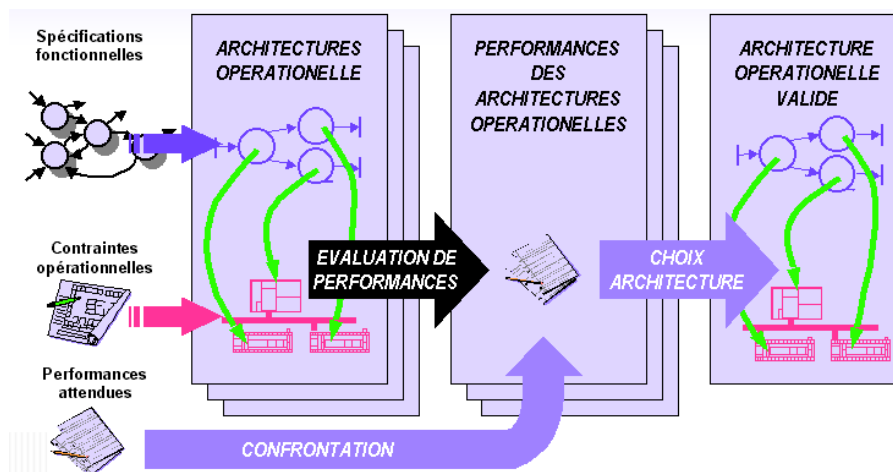 Spécifications
fonctionnelles
Contraintes
opérationnelles
Performances
attendues
ARCHITECTURES
OPERATIONELLE
EVALUATION DE
PERFORMANCES
PERFORMANCES
DES
ARCHITECTURES
OPERATIONELLES
CHOIX
ARCHITECTURE
ARCHITECTURE
OPERATIONELLE
VALIDE
CONFRONTATION